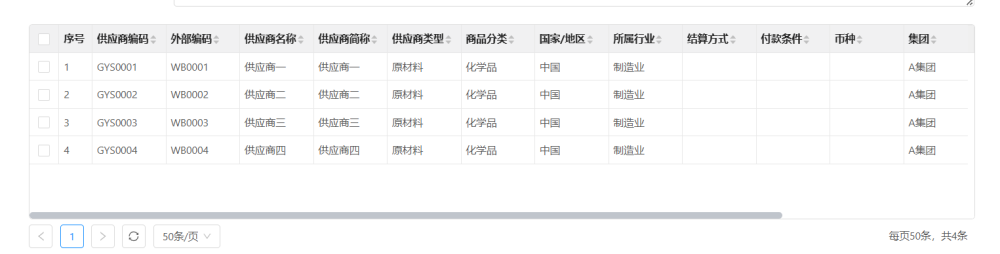 序号 供应商编码 外部编码 供应商名称 供应商简称 供应商类型 商品分类 国家/地区 所属行业 结算方式 付款条件 币种 集团
1 GYS0001 WB0001 供应商一 供应商一 原材料 化学品 中国 制造业 A集团
2 GYS0002 WB0002 供应商二 供应商二 原材料 化学品 中国 制造业 A集团
3 GYS0003 WB0003 供应商三 供应商三 原材料 化学品 中国 制造业 A集团
4 GYS0004 WB0004 供应商四 供应商四 原材料 化学品 中国 制造业 A集团
< 1 > 50条/页 每页50条，共4条